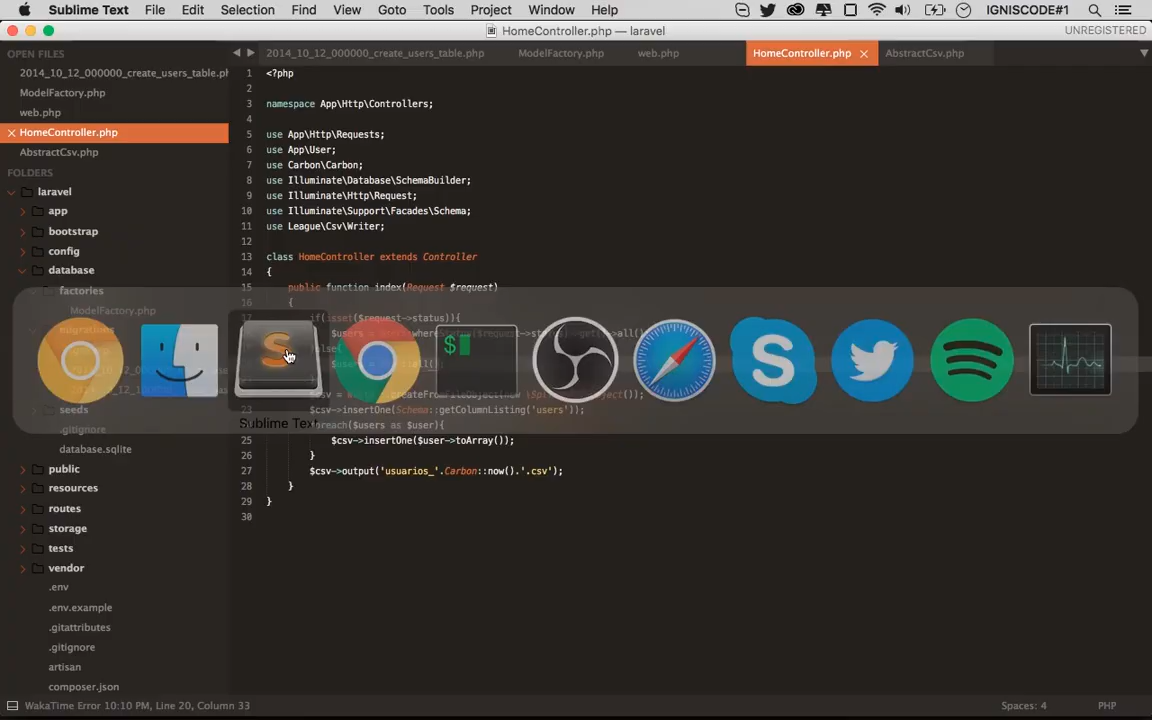 Sublime Text File Edit Selection Find View Goto Tools Project Window Help IGNISCODE#1
HomeController.php — laravel UNREGISTERED
OPEN FILES
2014_10_12_000000_create_users_table.ph
ModelFactory.php
web.php
HomeController.php
AbstractCsv.php
FOLDERS
laravel
app
bootstrap
config
database
factories
ModelFactory.php
migrations
seeds
.gitignore
database.sqlite
public
resources
routes
storage
tests
vendor
.env
.env.example
.gitattributes
.gitignore
artisan
composer.json
2014_10_12_000000_create_users_table.php ModelFactory.php web.php HomeController.php AbstractCsv.php
1 <?php
2
3 namespace App\Http\Controllers;
4
5 use App\Http\Requests;
6 use App\User;
7 use Carbon\Carbon;
8 use Illuminate\Database\SchemaBuilder;
9 use Illuminate\Http\Request;
10 use Illuminate\Support\Facades\Schema;
11 use League\Csv\Writer;
12
13 class HomeController extends Controller
14 {
15 public function index(Request $request)
16 {
if(isset($request->status)){
$csv->insertOne(Schema::getColumnListing('users'));
25 $csv->insertOne($user->toArray());
26 }
27 $csv->output('usuarios_'.Carbon::now().'.csv');
28 }
29 }
30
$
S
Sublime Text
WakaTime Error 10:10 PM, Line 20, Column 33 Spaces: 4 PHP